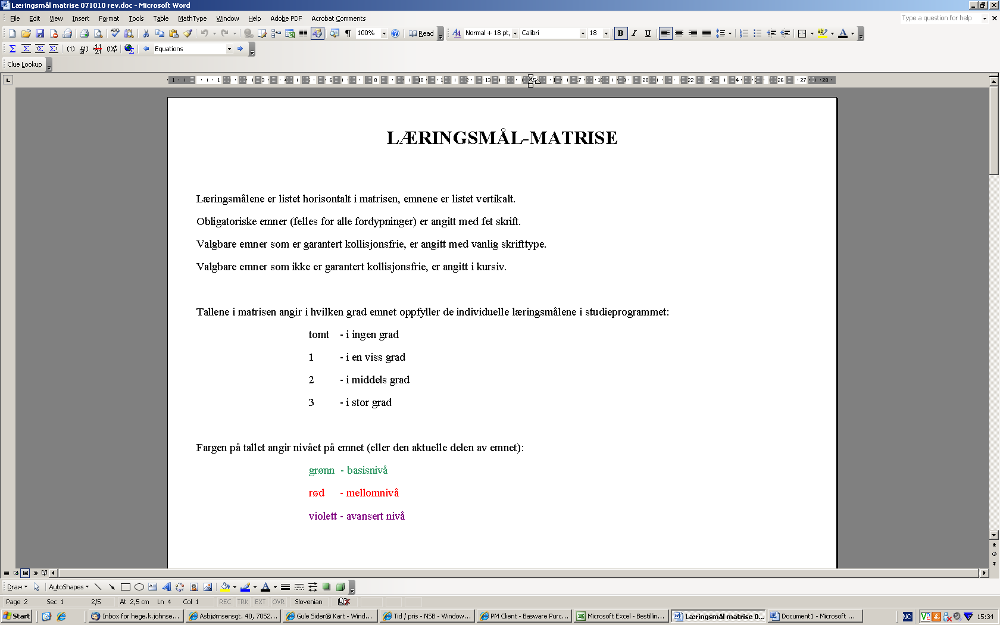 Læringsmål matrise 071010 rev.doc - Microsoft Word
File Edit View Insert Format Tools Table MathType Window Help Adobe PDF Acrobat Comments
Type a question for help
100% Read Normal + 18 pt, Calibri 18 B I U
Equations
Clue Lookup
LÆRINGSMÅL-MATRISE
Læringsmålene er listet horisontalt i matrisen, emnene er listet vertikalt.
Obligatoriske emner (felles for alle fordypninger) er angitt med fet skrift.
Valgbare emner som er garantert kollisjonsfrie, er angitt med vanlig skrifttype.
Valgbare emner som ikke er garantert kollisjonsfrie, er angitt i kursiv.
Tallene i matrisen angir i hvilken grad emnet oppfyller de individuelle læringsmålene i studieprogrammet:
tomt - i ingen grad
1 - i en viss grad
2 - i middels grad
3 - i stor grad
Fargen på tallet angir nivået på emnet (eller den aktuelle delen av emnet):
grønn - basisnivå
rød - mellomnivå
violett - avansert nivå
Draw AutoShapes
Page 2 Sec 1 2/5 At 2,5 cm Ln 4 Col 1 REC TRK EXT OVR Slovenian
Start Inbox for hege.k.johnse... Asbjørnsensgt. 40, 7052... Gule Sider® Kart - Wind... Tid / pris - NSB - Window... PM Client - Basware Purc... Microsoft Excel - Bestillin... Læringsmål matrise 0... Document1 - Microsoft ... NO 15:34